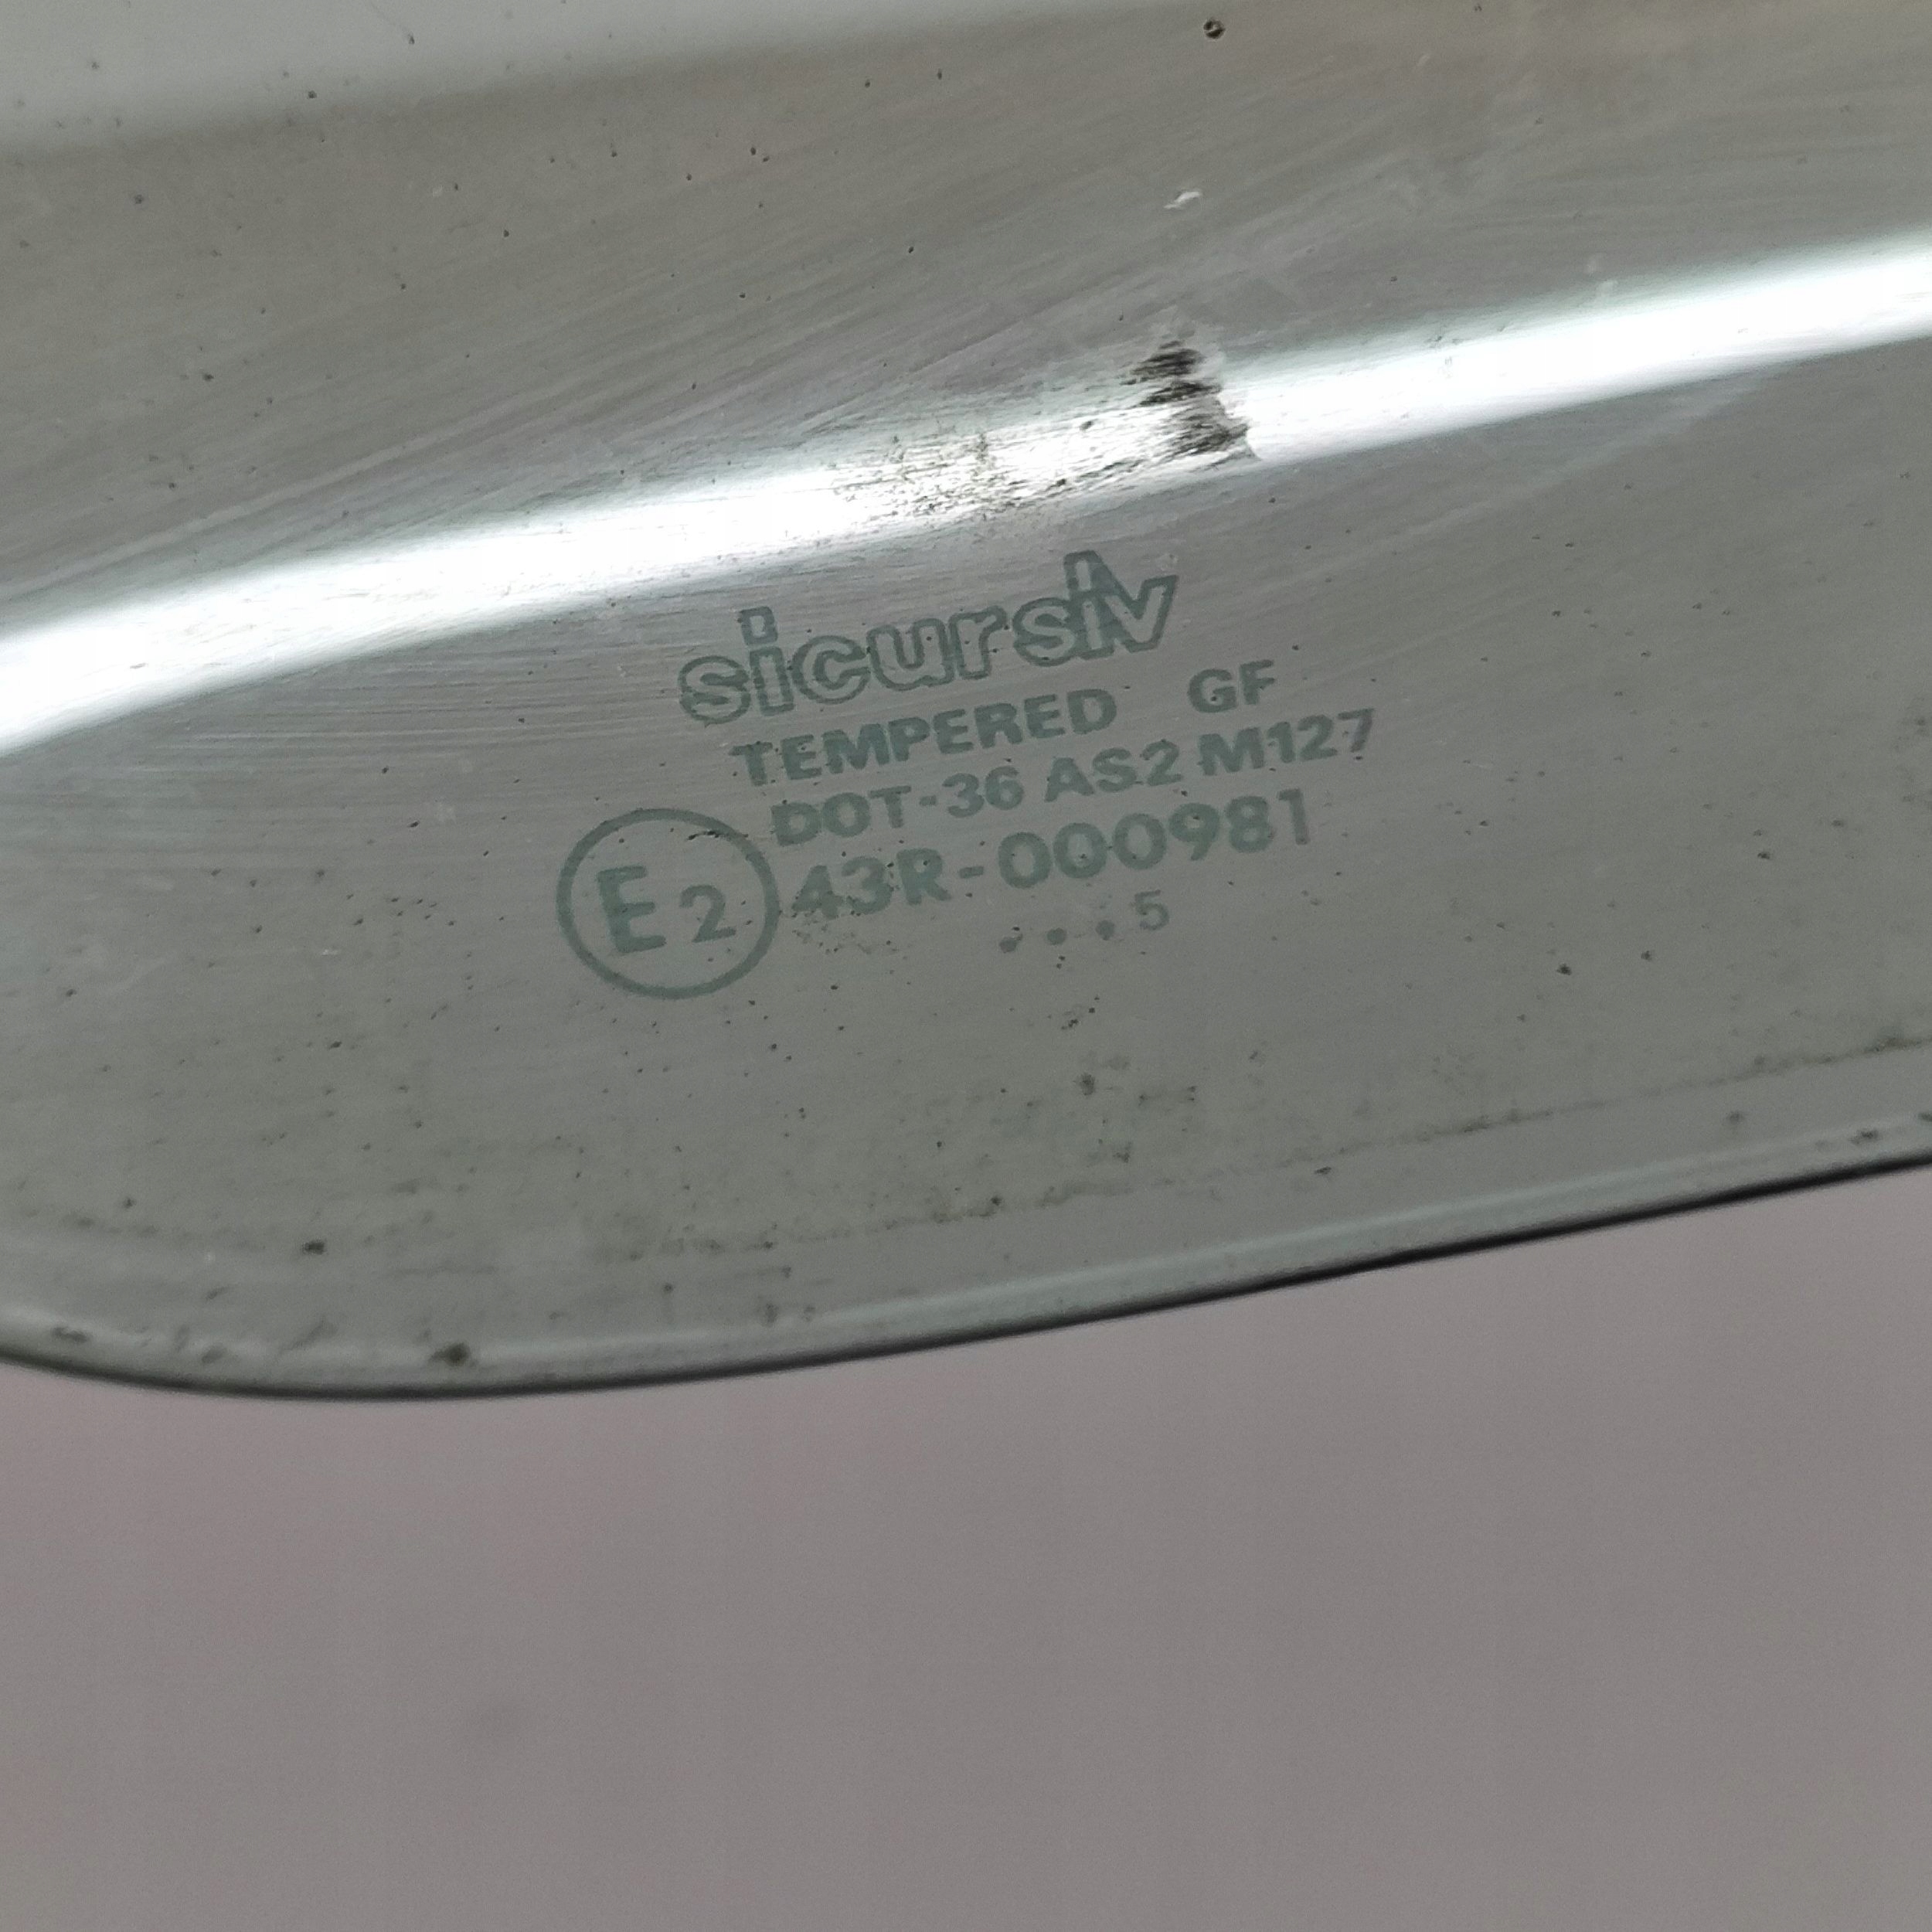 sicursiv
TEMPERED GF
DOT-36 AS2 M127
E2 43R-000981
...5